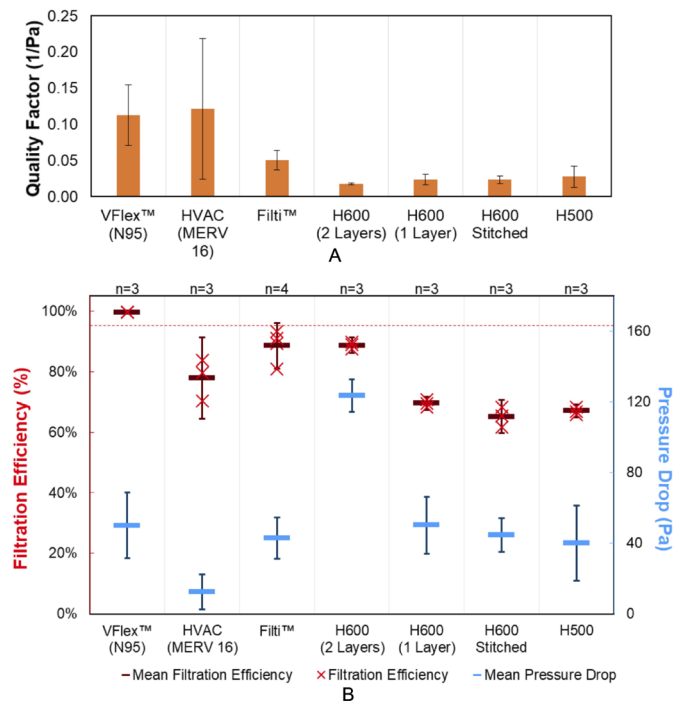 Quality Factor (1/Pa)
0.25
0.20
0.15
0.10
0.05
0.00
VFlex™ HVAC Filti™ H600 H600 H600 H500
(N95) (MERV (2 Layers) (1 Layer) Stitched
16)
A
n=3 n=3 n=4 n=3 n=3 n=3 n=3
Filtration Efficiency (%)
100%
80%
60%
40%
20%
0%
Pressure Drop (Pa)
160
120
80
40
0
VFlex™ HVAC Filti™ H600 H600 H600 H500
(N95) (MERV 16) (2 Layers) (1 Layer) Stitched
Mean Filtration Efficiency Filtration Efficiency Mean Pressure Drop
B